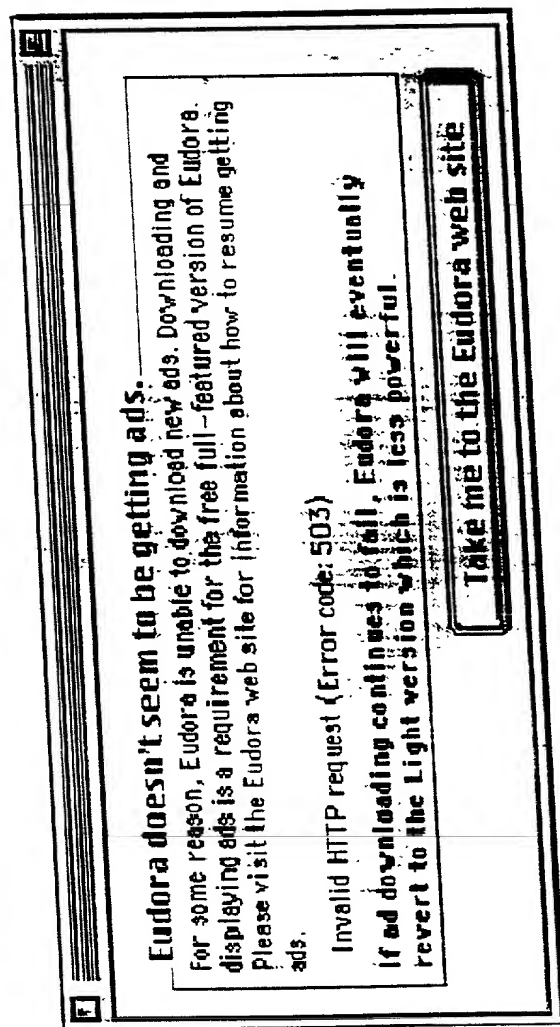 Eudora doesn't seem to be getting ads.
For some reason, Eudora is unable to download new ads. Downloading and
displaying ads is a requirement for the free full-featured version of Eudora.
Please visit the Eudora web site for information about how to resume getting
ads.
Invalid HTTP request {Error code: 503}
If ad downloading continues to fail, Eudora will eventually
revert to the Light version which is less powerful.
Take me to the Eudora web site